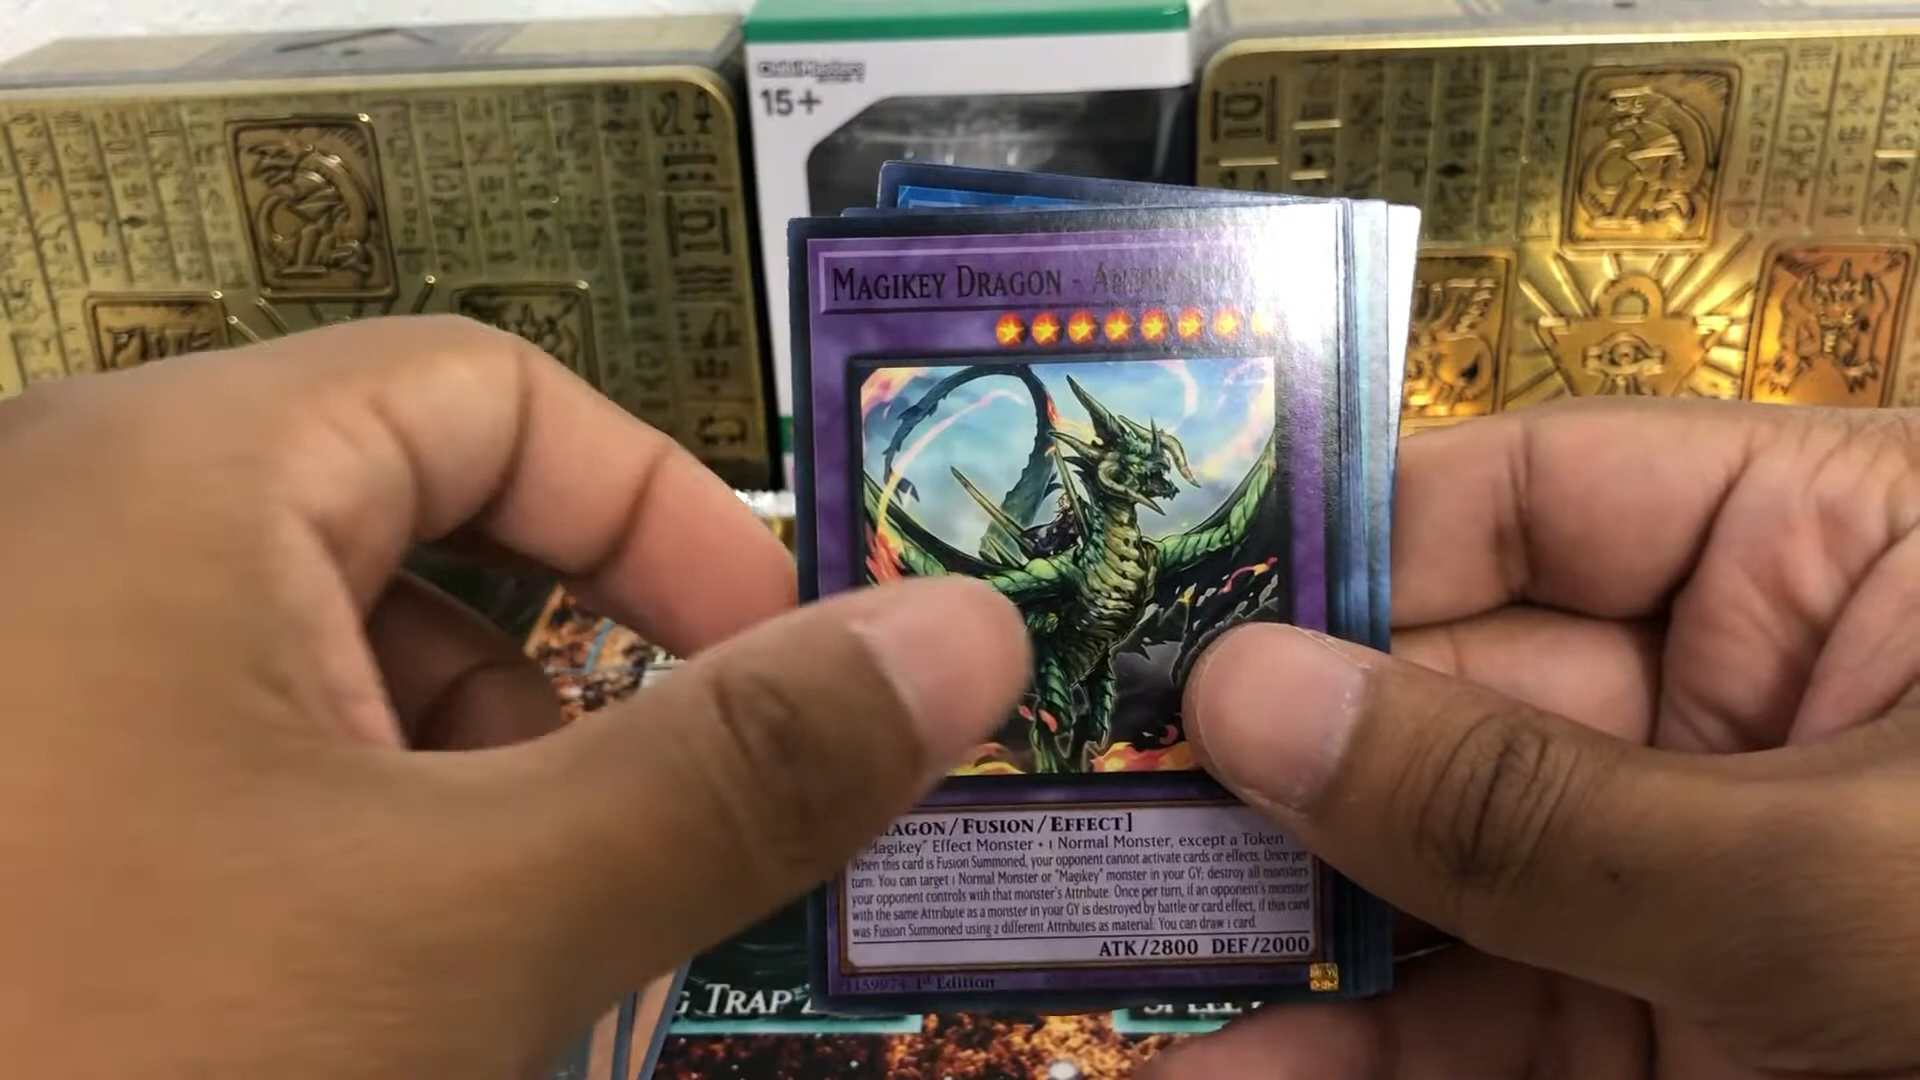 15+
MAGIKEY DRAGON - ANDRABIME
RAGON/FUSION/EFFECT]
"Magikey" Effect Monster + 1 Normal Monster, except a Token
When this card is Fusion Summoned, your opponent cannot activate cards or effects. Once per
turn: You can target 1 Normal Monster or "Magikey" monster in your GY; destroy all monsters
your opponent controls with that monster's Attribute. Once per turn, if an opponent's monster
with the same Attribute as a monster in your GY is destroyed by battle or card effect, if this card
was Fusion Summoned using 2 different Attributes as material: You can draw 1 card.
ATK/2800 DEF/2000
1159974 1st Edition
G TRAP Z
SPELL